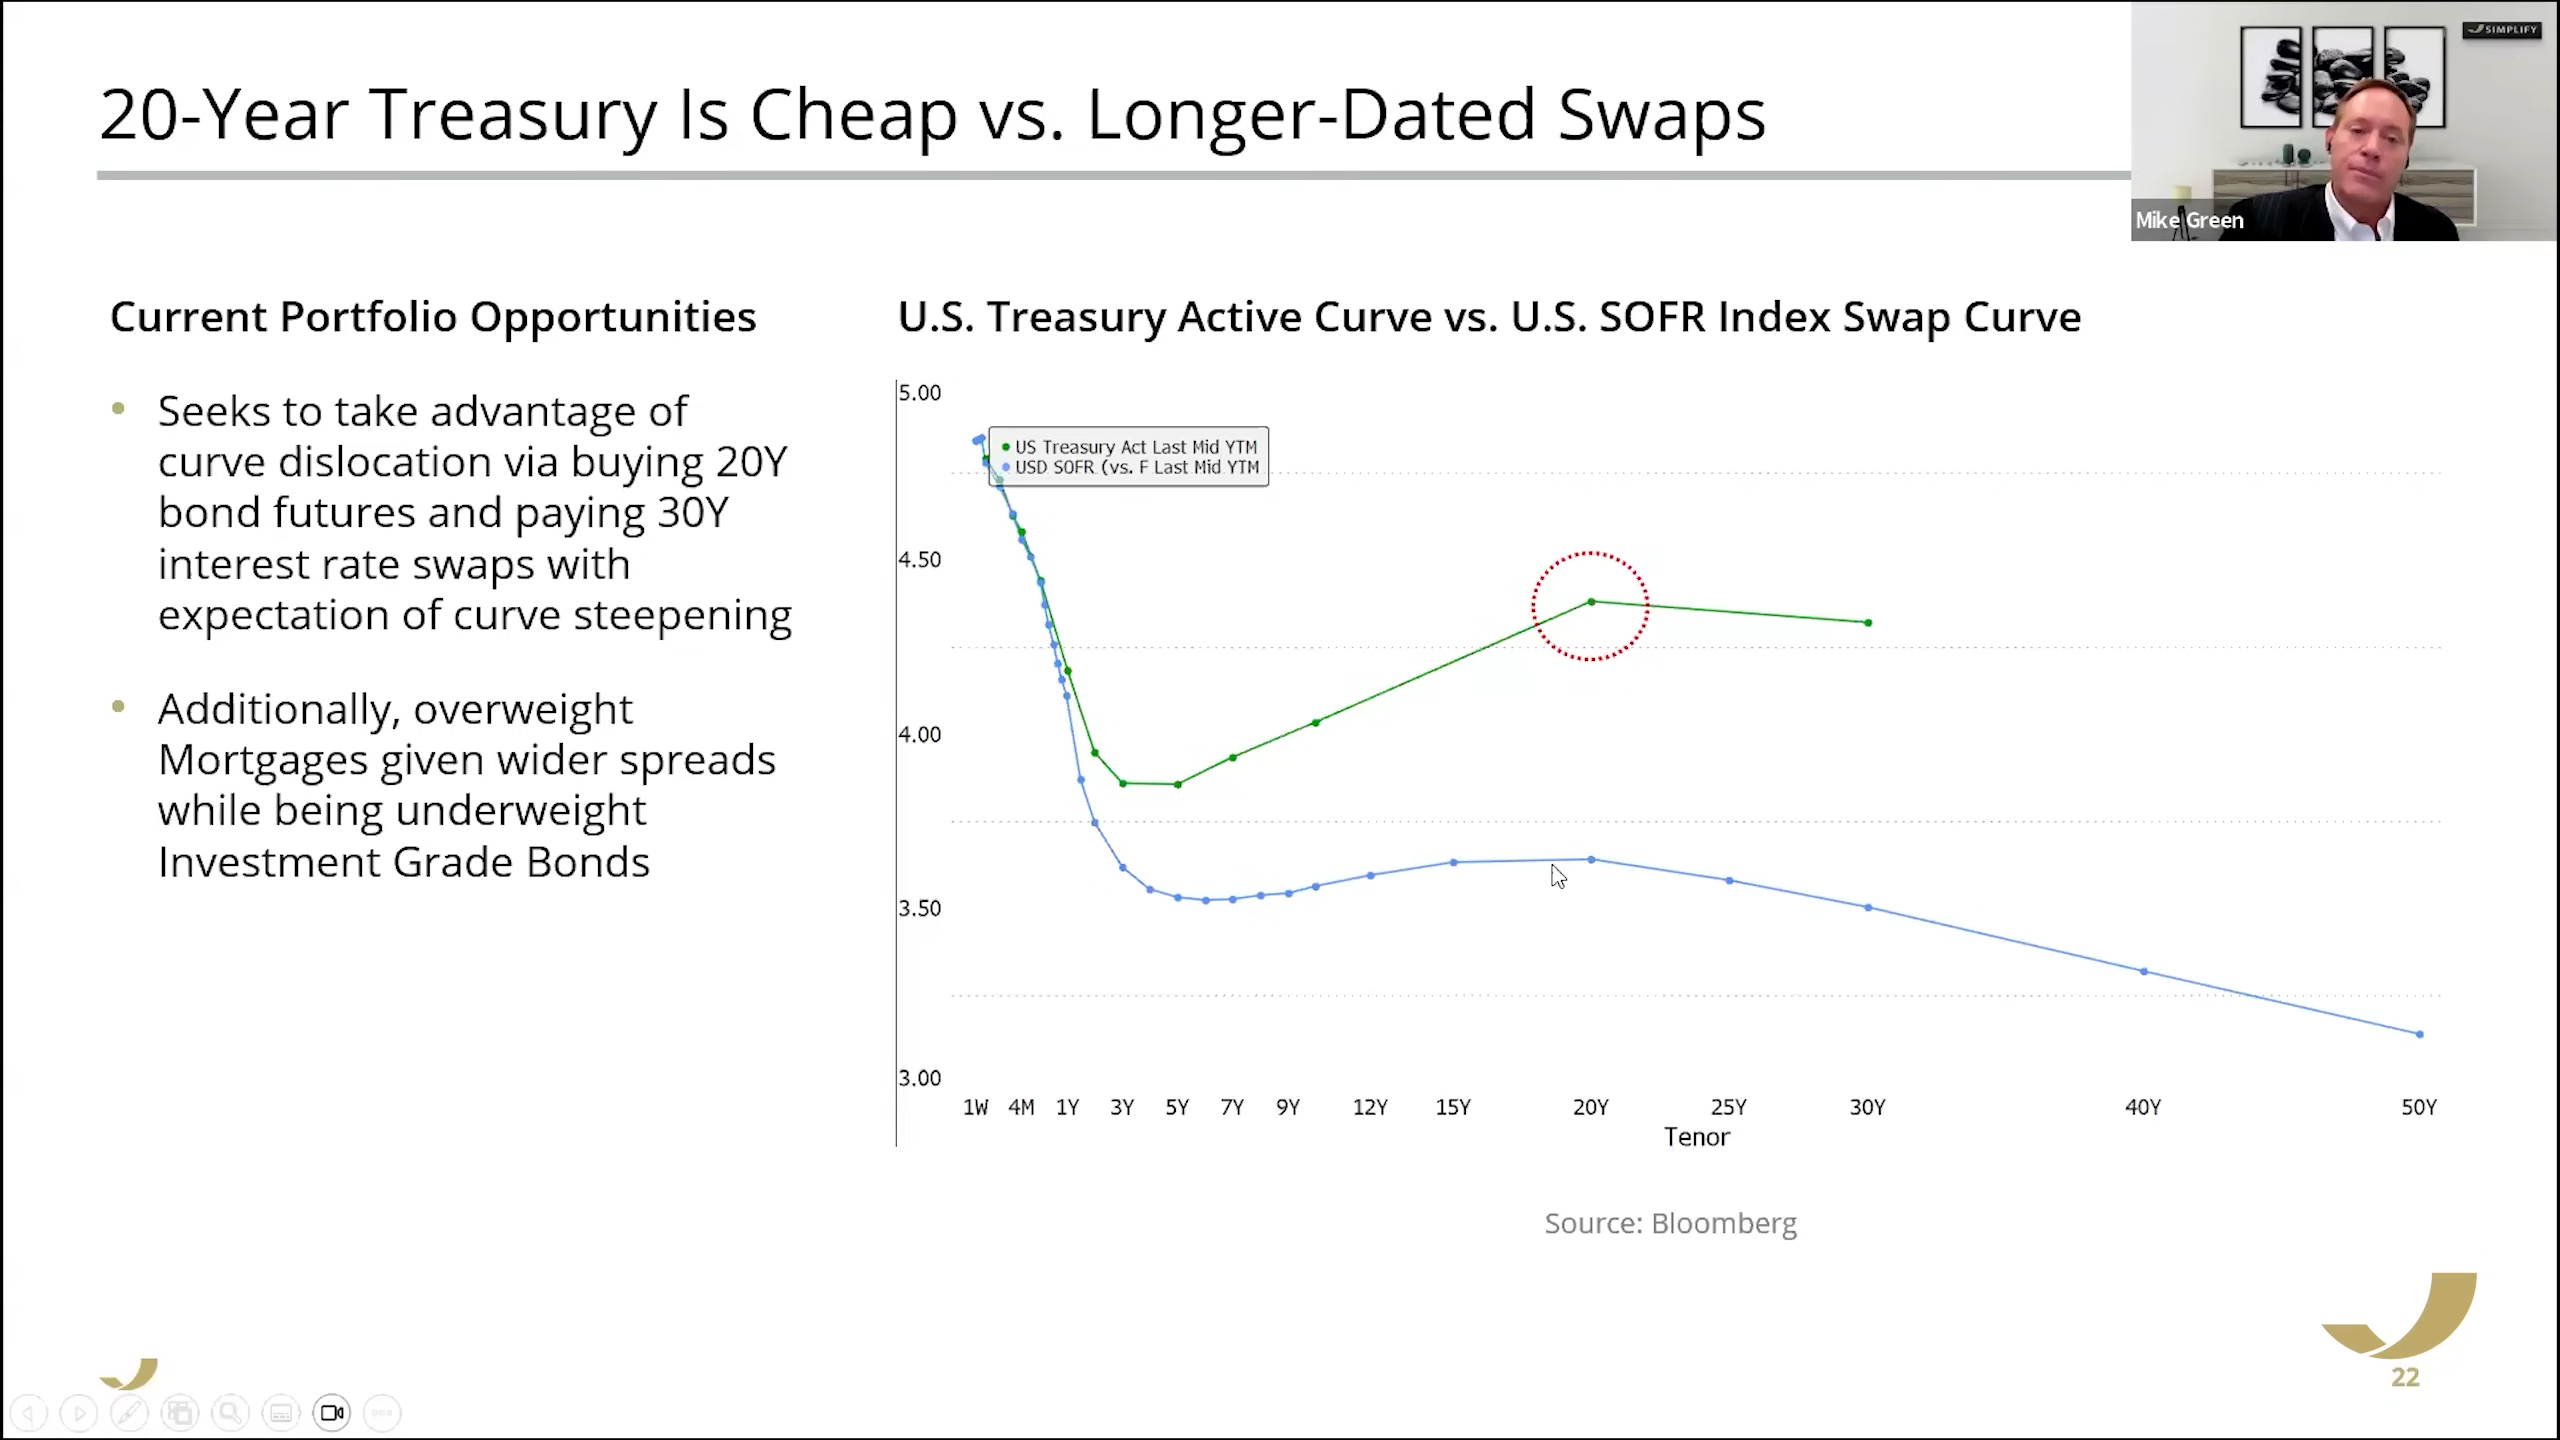 20-Year Treasury Is Cheap vs. Longer-Dated Swaps
SIMPLIFY
Mike Green
Current Portfolio Opportunities
• Seeks to take advantage of
curve dislocation via buying 20Y
bond futures and paying 30Y
interest rate swaps with
expectation of curve steepening
• Additionally, overweight
Mortgages given wider spreads
while being underweight
Investment Grade Bonds
U.S. Treasury Active Curve vs. U.S. SOFR Index Swap Curve
5.00
US Treasury Act Last Mid YTM
USD SOFR (vs. F Last Mid YTM
4.50
4.00
3.50
3.00
1W 4M 1Y 3Y 5Y 7Y 9Y 12Y 15Y 20Y 25Y 30Y 40Y 50Y
Tenor
Source: Bloomberg
22